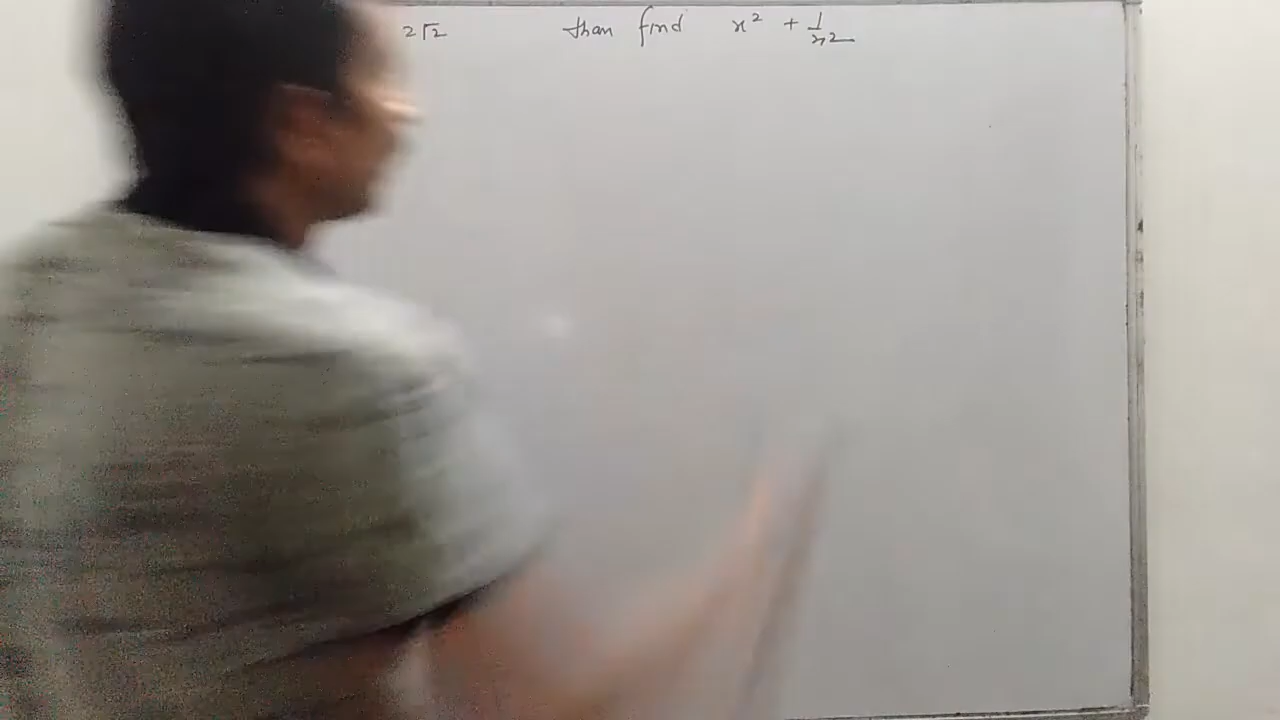 2√2 than find x² + 1/x²